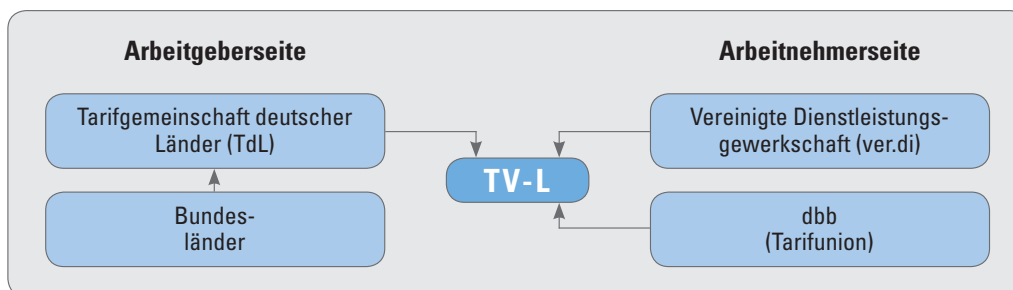 Arbeitgeberseite
Tarifgemeinschaft deutscher
Länder (TdL)
Bundes-
länder
TV-L
Arbeitnehmerseite
Vereinigte Dienstleistungs-
gewerkschaft (ver.di)
dbb
(Tarifunion)